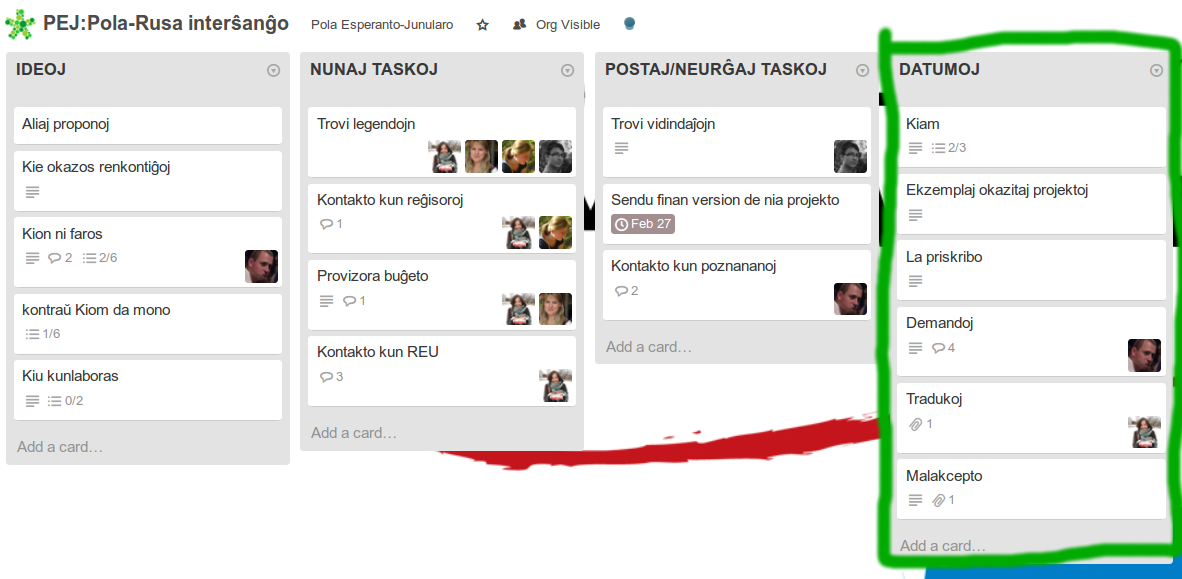 PEJ:Pola-Rusa interŝanĝo Pola Esperanto-Junularo Org Visible
IDEOJ
Aliaj proponoj
Kie okazos renkontiĝoj
Kion ni faros
2 2/6
kontraŭ Kiom da mono
1/6
Kiu kunlaboras
0/2
Add a card…
NUNAJ TASKOJ
Trovi legendojn
Kontakto kun reĝisoroj
1
Provizora buĝeto
1
Kontakto kun REU
3
Add a card…
POSTAJ/NEURĜAJ TASKOJ
Trovi vidindaĵojn
Sendu finan version de nia projekto
Feb 27
Kontakto kun poznananoj
2
Add a card…
DATUMOJ
Kiam
2/3
Ekzemplaj okazitaj projektoj
La priskribo
Demandoj
4
Tradukoj
1
Malakcepto
1
Add a card…